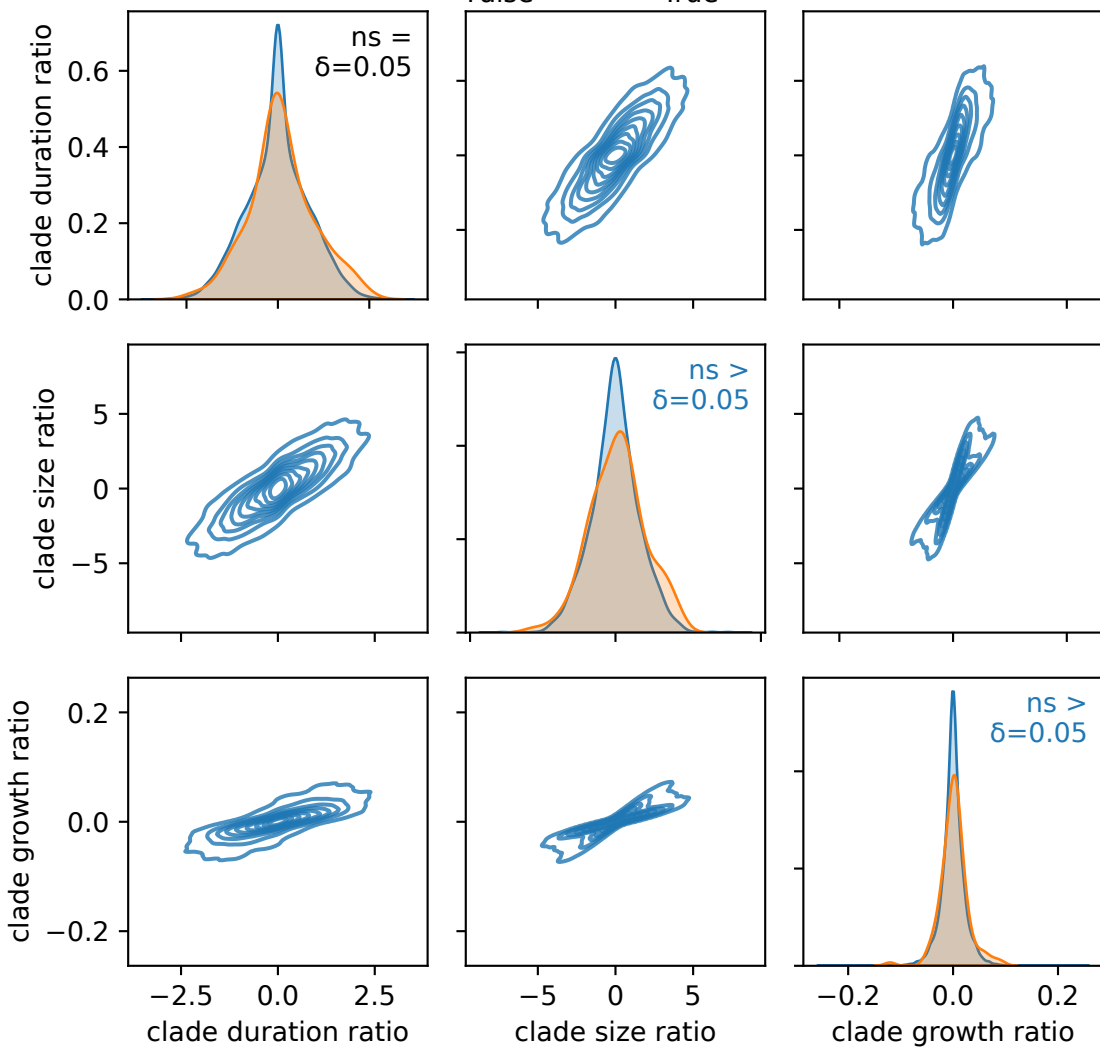 clade duration ratio
0.6
0.4
0.2
0.0
ns =
δ=0.05
clade size ratio
5
0
−5
ns >
δ=0.05
clade growth ratio
0.2
0.0
−0.2
ns >
δ=0.05
−2.5 0.0 2.5
−5 0 5
−0.2 0.0 0.2
clade duration ratio
clade size ratio
clade growth ratio